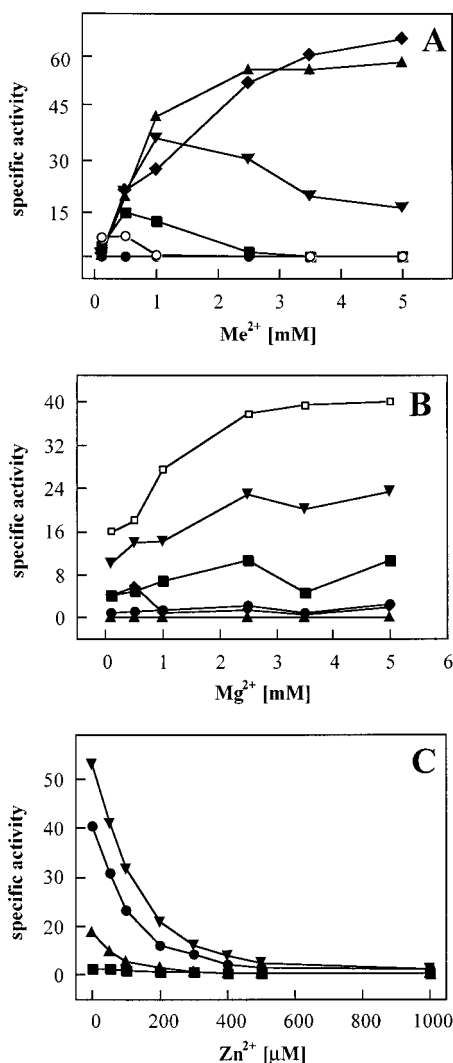 A
60
45
30
15
specific activity
0 1 2 3 4 5
Me²⁺ [mM]
B
40
32
24
16
8
0
specific activity
0 1 2 3 4 5 6
Mg²⁺ [mM]
C
50
40
30
20
10
0
specific activity
0 200 400 600 800 1000
Zn²⁺ [μM]